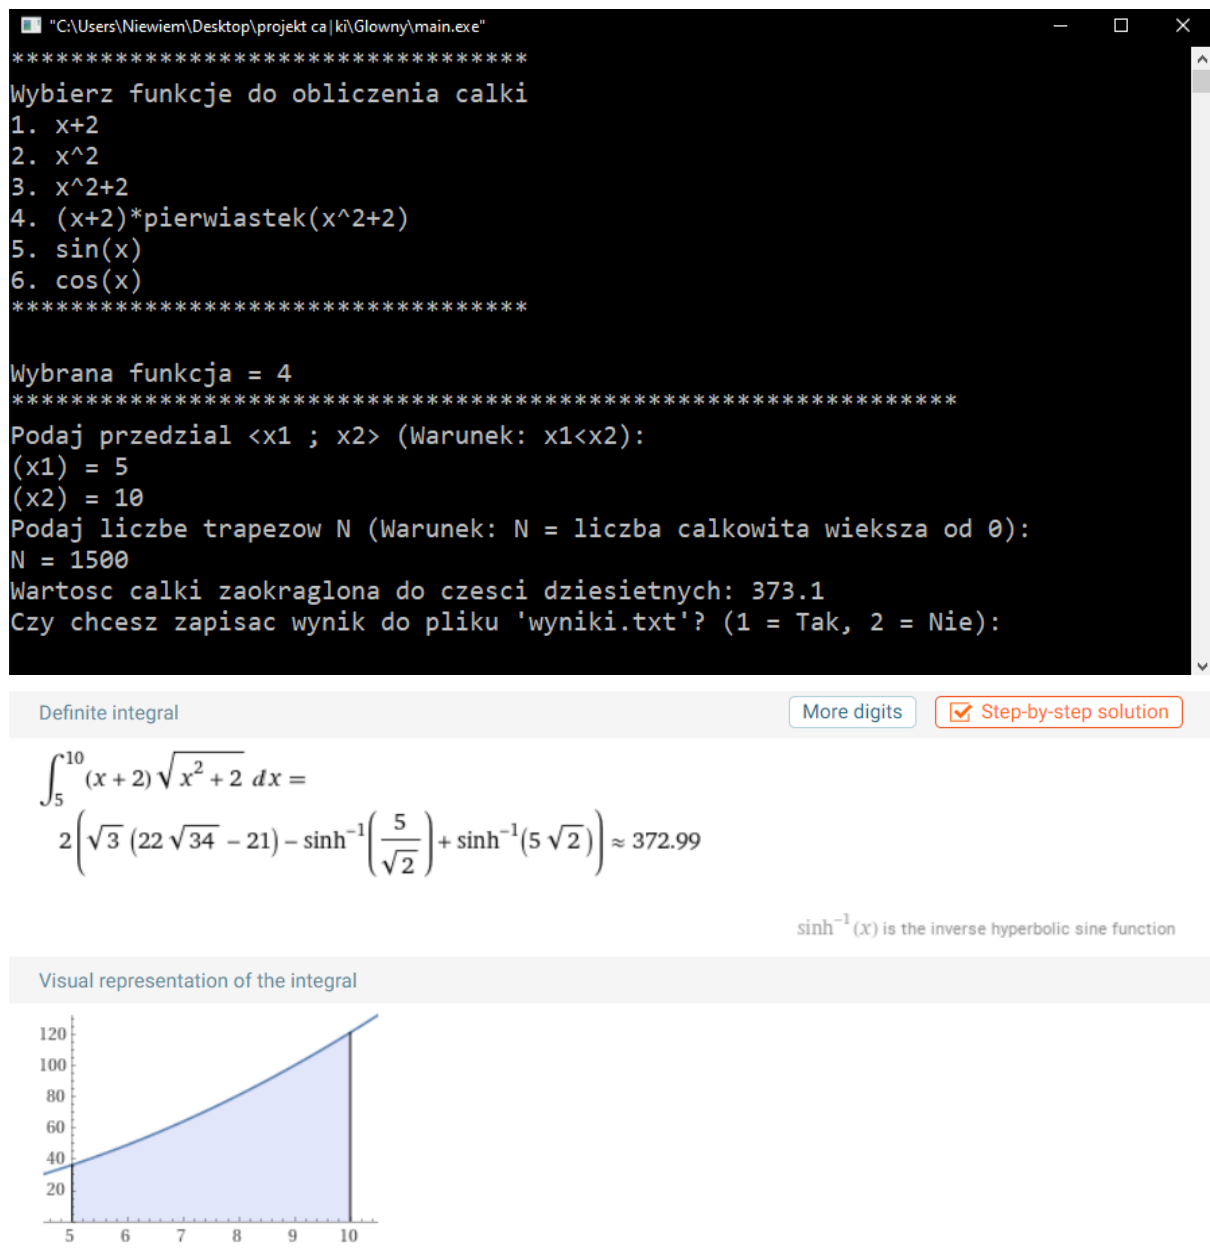 "C:\Users\Niewiem\Desktop\projekt ca|ki\Glowny\main.exe"
***********************************
Wybierz funkcje do obliczenia calki
1. x+2
2. x^2
3. x^2+2
4. (x+2)*pierwiastek(x^2+2)
5. sin(x)
6. cos(x)
***********************************
Wybrana funkcja = 4
****************************************************************
Podaj przedzial <x1 ; x2> (Warunek: x1<x2):
(x1) = 5
(x2) = 10
Podaj liczbe trapezow N (Warunek: N = liczba calkowita wieksza od 0):
N = 1500
Wartosc calki zaokraglona do czesci dziesietnych: 373.1
Czy chcesz zapisac wynik do pliku 'wyniki.txt'? (1 = Tak, 2 = Nie):
Definite integral More digits Step-by-step solution
∫₅¹⁰ (x + 2) √(x² + 2) dx =
2 (√3 (22 √34 − 21) − sinh⁻¹(5/√2) + sinh⁻¹(5 √2)) ≈ 372.99
sinh⁻¹(x) is the inverse hyperbolic sine function
Visual representation of the integral
120
100
80
60
40
20
5 6 7 8 9 10